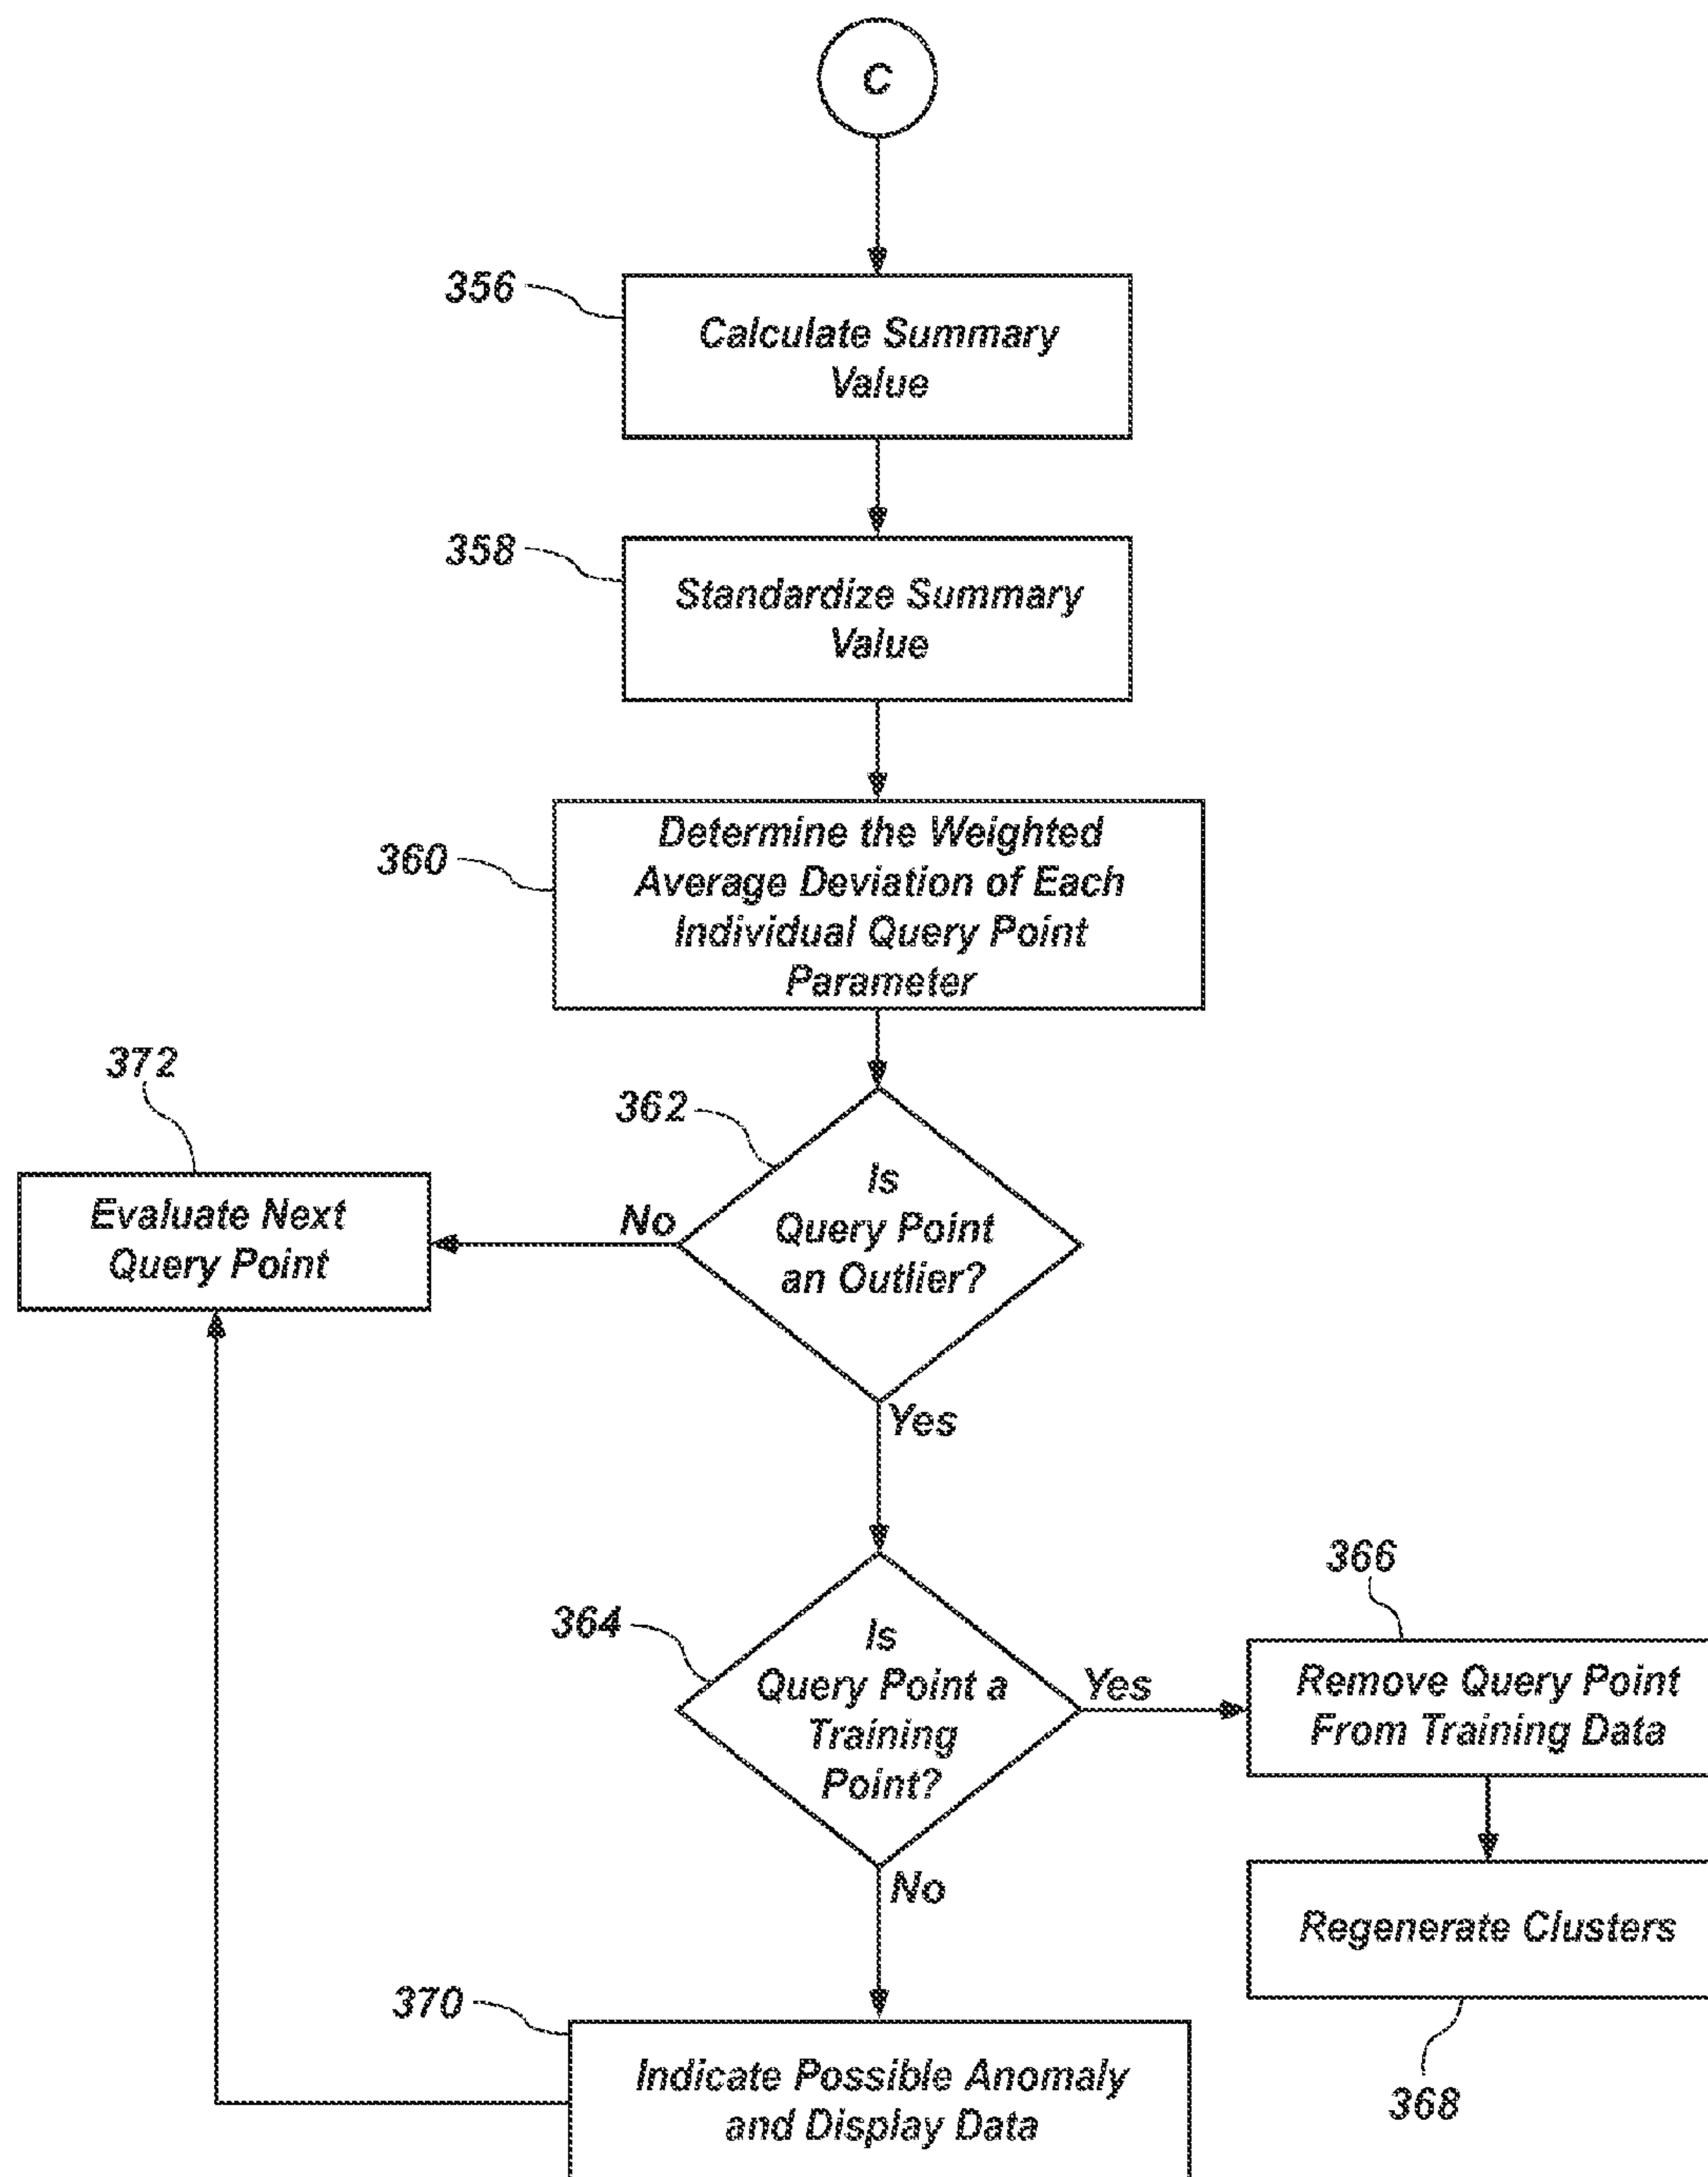 C
356
Calculate Summary
Value
358
Standardize Summary
Value
360
Determine the Weighted
Average Deviation of Each
Individual Query Point
Parameter
372
362
Evaluate Next
Query Point
No
Is
Query Point
an Outlier?
Yes
366
364
Is
Query Point a
Training
Point?
Yes
Remove Query Point
From Training Data
No
Regenerate Clusters
370
368
Indicate Possible Anomaly
and Display Data